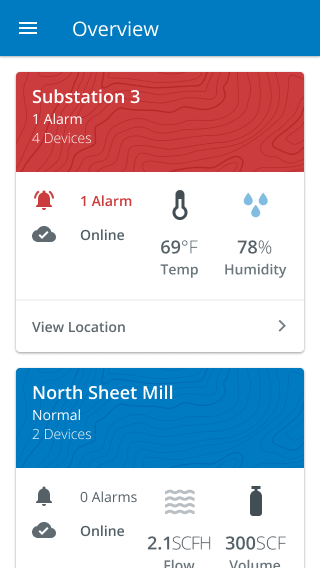 Overview
Substation 3
1 Alarm
4 Devices
1 Alarm
Online
69°F
Temp
78%
Humidity
View Location
North Sheet Mill
Normal
2 Devices
0 Alarms
Online
2.1SCFH
Flow
300SCF
Volume